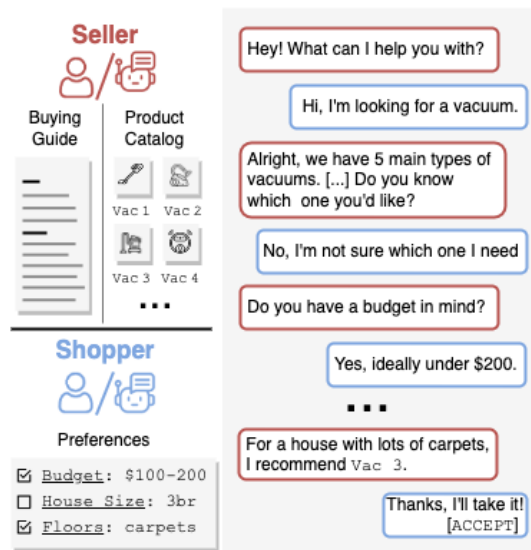 Seller
Buying
Guide
Product
Catalog
Vac 1
Vac 2
Vac 3
Vac 4
...
Shopper
Preferences
Budget: $100-200
House Size: 3br
Floors: carpets
Hey! What can I help you with?
Hi, I'm looking for a vacuum.
Alright, we have 5 main types of
vacuums. [...] Do you know
which one you'd like?
No, I'm not sure which one I need
Do you have a budget in mind?
Yes, ideally under $200.
...
For a house with lots of carpets,
I recommend Vac 3.
Thanks, I'll take it!
[ACCEPT]